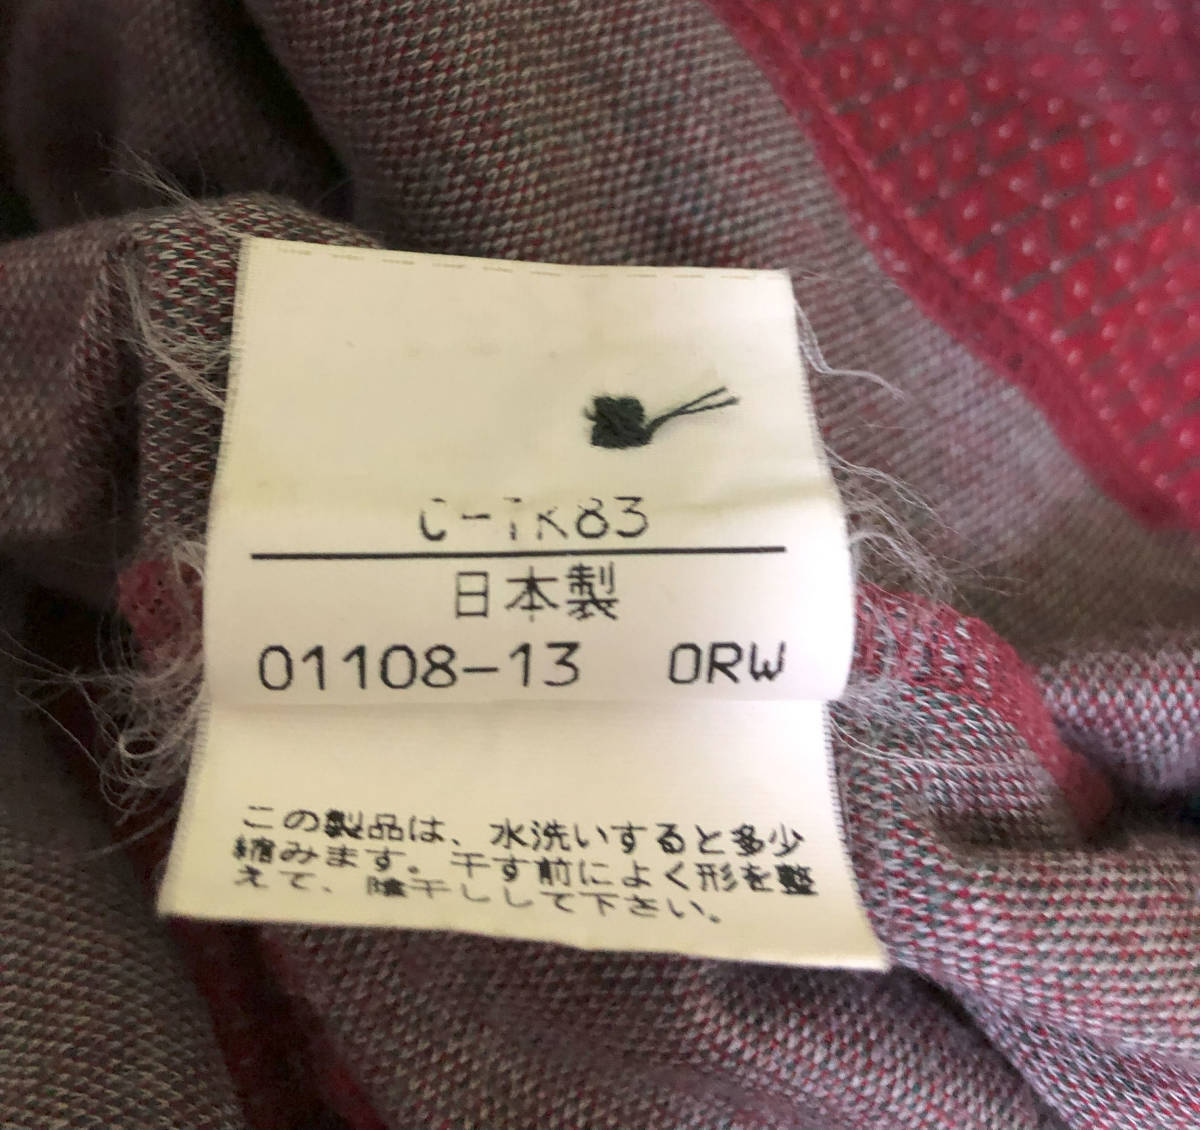 C-TK83
日本製
01108-13 ORW
この製品は、水洗いすると多少
縮みます。干す前によく形を整
えて、陰干しして下さい。